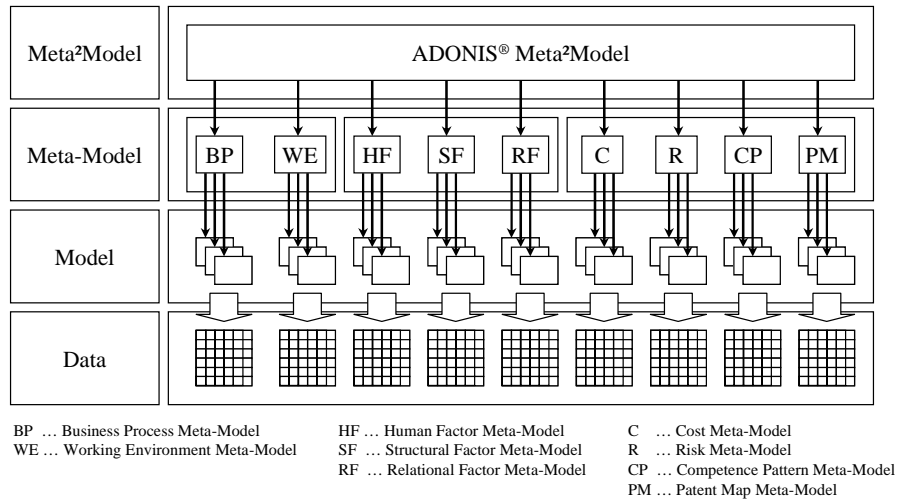 Meta²Model
ADONIS® Meta²Model
Meta-Model
BP WE HF SF RF C R CP PM
Model
Data
BP … Business Process Meta-Model
WE … Working Environment Meta-Model
HF … Human Factor Meta-Model
SF … Structural Factor Meta-Model
RF … Relational Factor Meta-Model
C … Cost Meta-Model
R … Risk Meta-Model
CP … Competence Pattern Meta-Model
PM … Patent Map Meta-Model